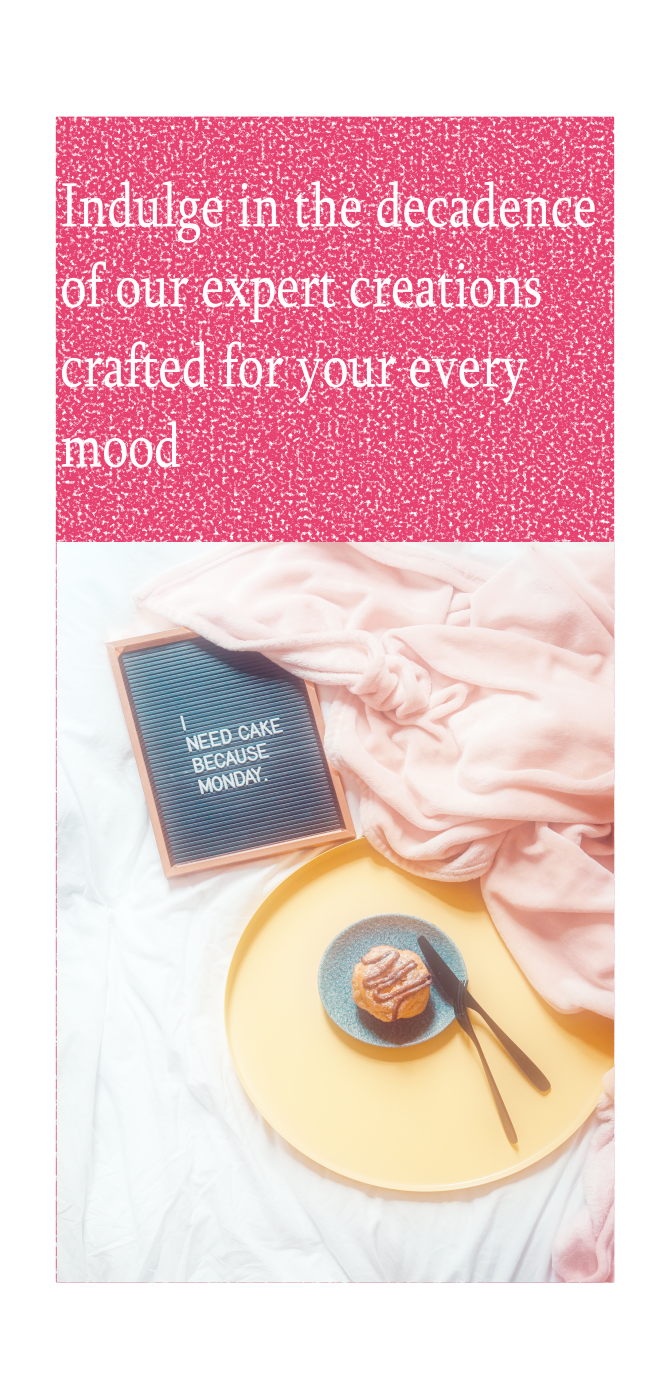 Indulge in the decadence
of our expert creations
crafted for your every
mood
I
NEED CAKE
BECAUSE
MONDAY.